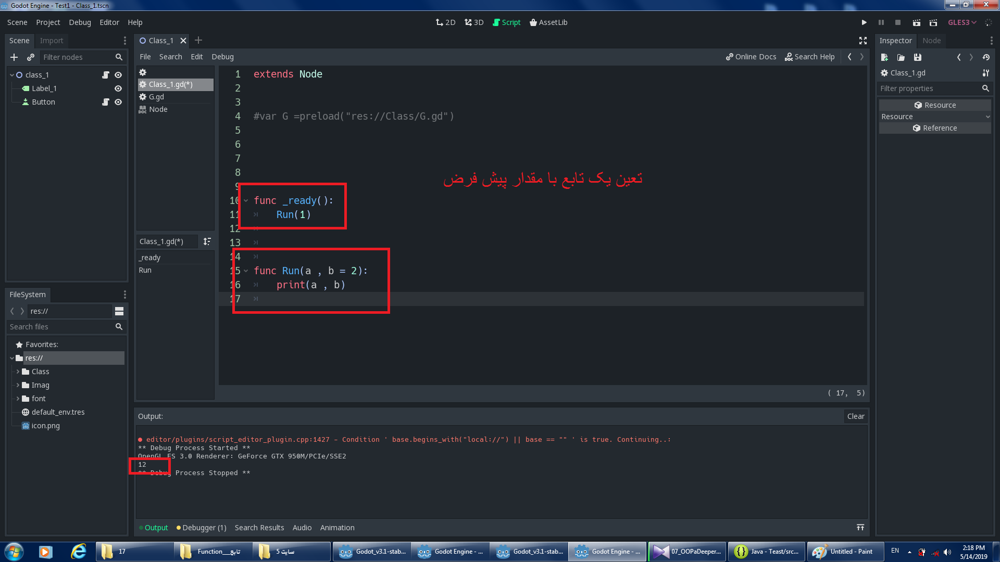 Godot Engine - Test1 - Class_1.tscn
Scene Project Debug Editor Help
2D 3D Script AssetLib
GLES3
Scene Import
Filter nodes
class_1
Label_1
Button
FileSystem
res://
Search files
Favorites:
res://
Class
Imag
font
default_env.tres
icon.png
Class_1
File Search Edit Debug
Online Docs Search Help
Class_1.gd(*)
G.gd
Node
Class_1.gd(*)
_ready
Run
1 extends Node
2
3
4 #var G =preload("res://Class/G.gd")
5
6
7
8
تعین یک تابع با مقدار پیش فرض
9
10 func _ready():
11 Run(1)
12
13
14
15 func Run(a , b = 2):
16 print(a , b)
17
( 17, 5)
Output:
Clear
editor/plugins/script_editor_plugin.cpp:1427 - Condition ' base.begins_with("local://") || base == "" ' is true. Continuing..:
** Debug Process Started **
OpenGL ES 3.0 Renderer: GeForce GTX 950M/PCIe/SSE2
12
** Debug Process Stopped **
Output Debugger (1) Search Results Audio Animation
Inspector Node
Class_1.gd
Filter properties
Resource
Resource
Reference
17
Function__تابع
سایت 5
Godot_v3.1-stab...
Godot Engine - ...
Godot_v3.1-stab...
Godot Engine - ...
07_OOPaDeeper...
Java - Teast/src...
Untitled - Paint
EN
2:18 PM
5/14/2019